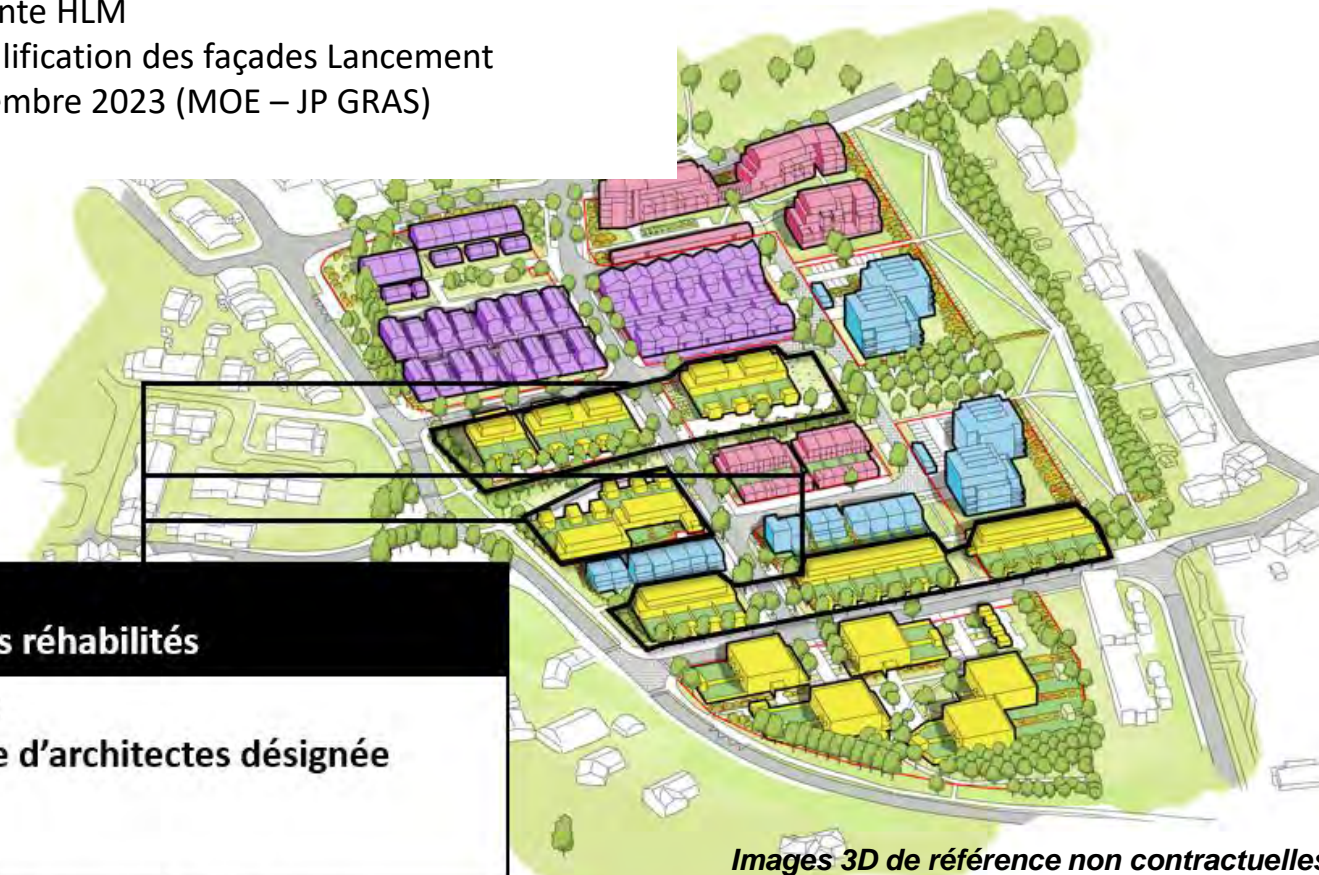 nte HLM
lification des façades Lancement
embre 2023 (MOE – JP GRAS)
s réhabilités
e d'architectes désignée
Images 3D de référence non contractuelles